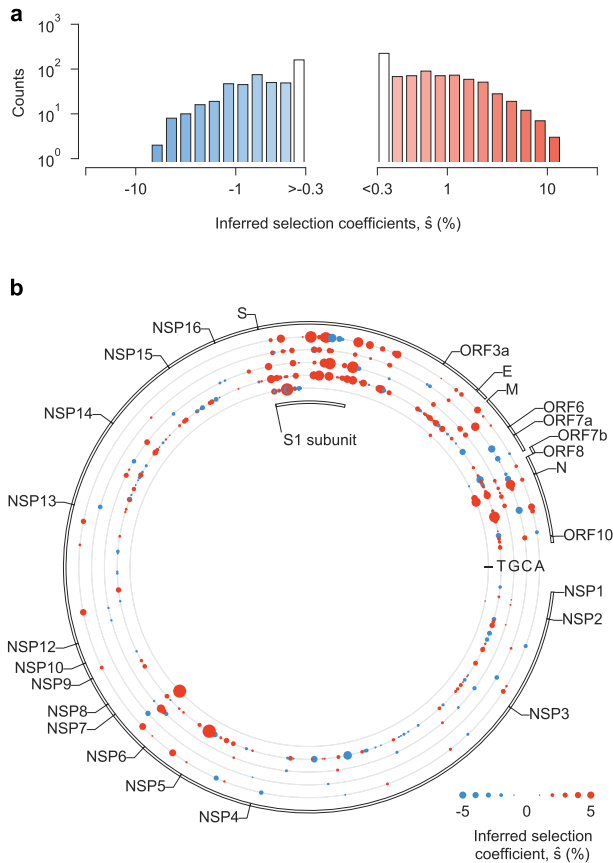 a
10³
10²
10¹
10⁰
Counts
-10
-1
>-0.3
<0.3
1
10
Inferred selection coefficients, ŝ (%)
b
S
NSP16
NSP15
NSP14
NSP13
NSP12
NSP10
NSP9
NSP8
NSP7
NSP6
NSP5
NSP4
ORF3a
E
M
ORF6
ORF7a
ORF7b
ORF8
N
ORF10
S1 subunit
–TGCA
NSP1
NSP2
NSP3
-5
0
5
Inferred selection
coefficient, ŝ (%)